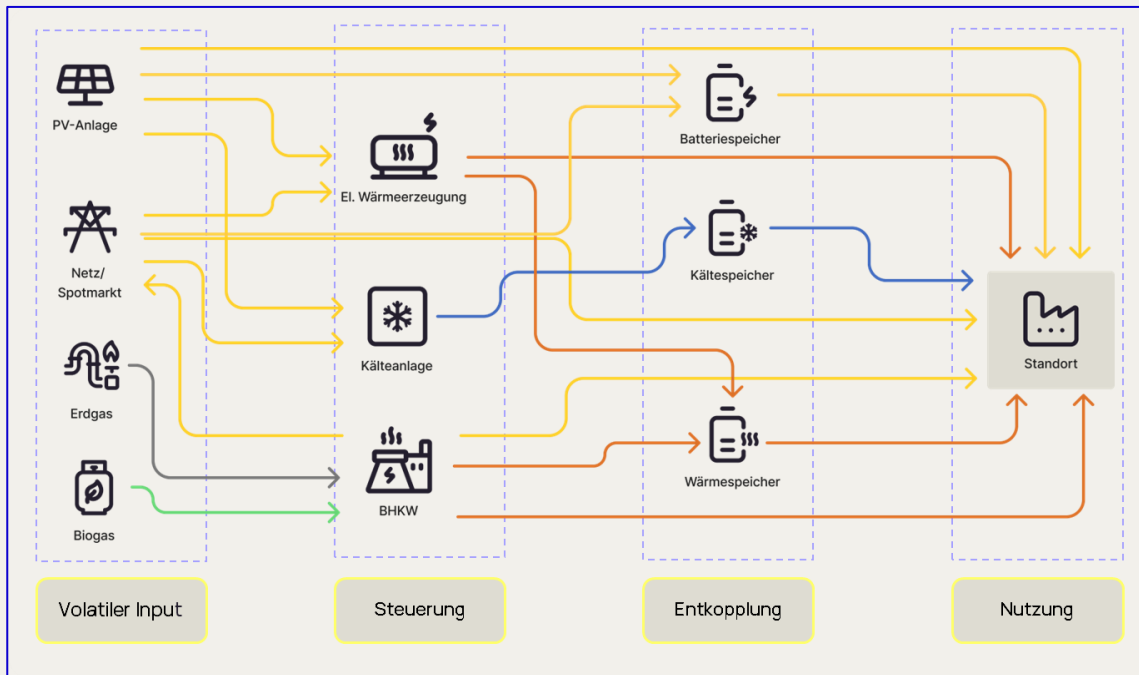 PV-Anlage
Netz/
Spotmarkt
Erdgas
Biogas
El. Wärmeerzeugung
Kälteanlage
BHKW
Batteriespeicher
Kältespeicher
Wärmespeicher
Standort
Volatiler Input
Steuerung
Entkopplung
Nutzung